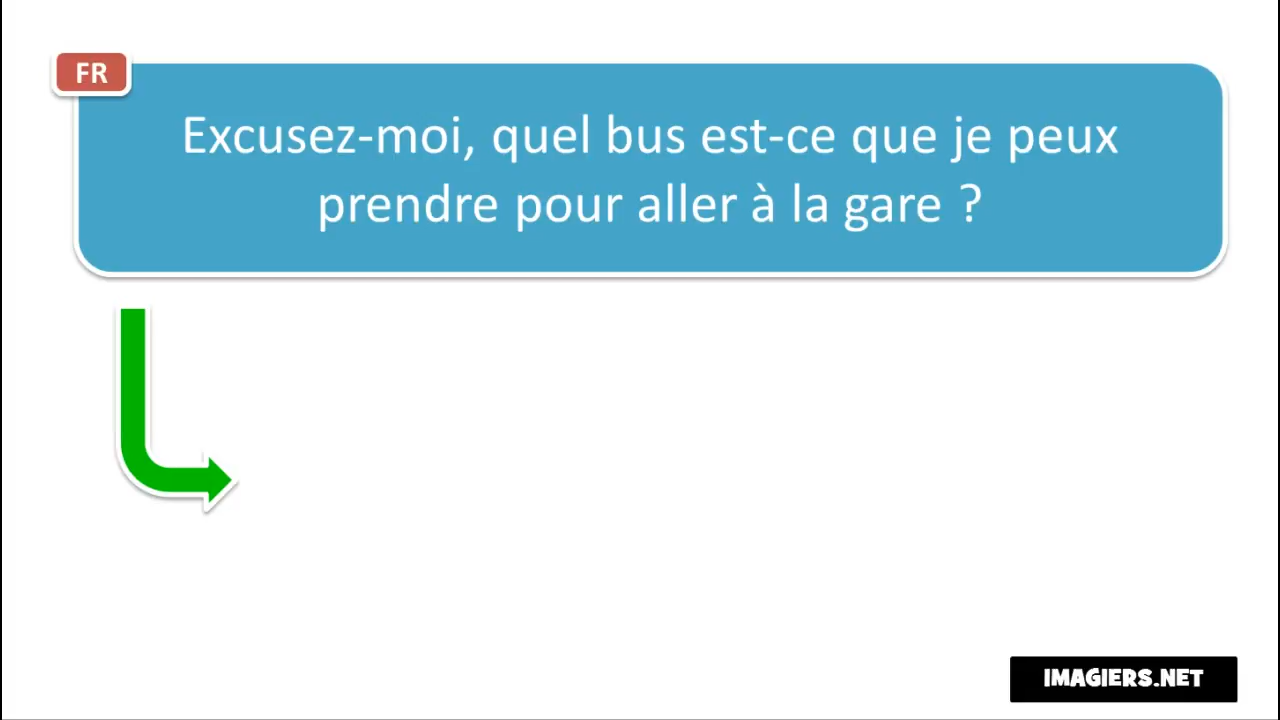 FR
Excusez-moi, quel bus est-ce que je peux
prendre pour aller à la gare ?
IMAGIERS.NET